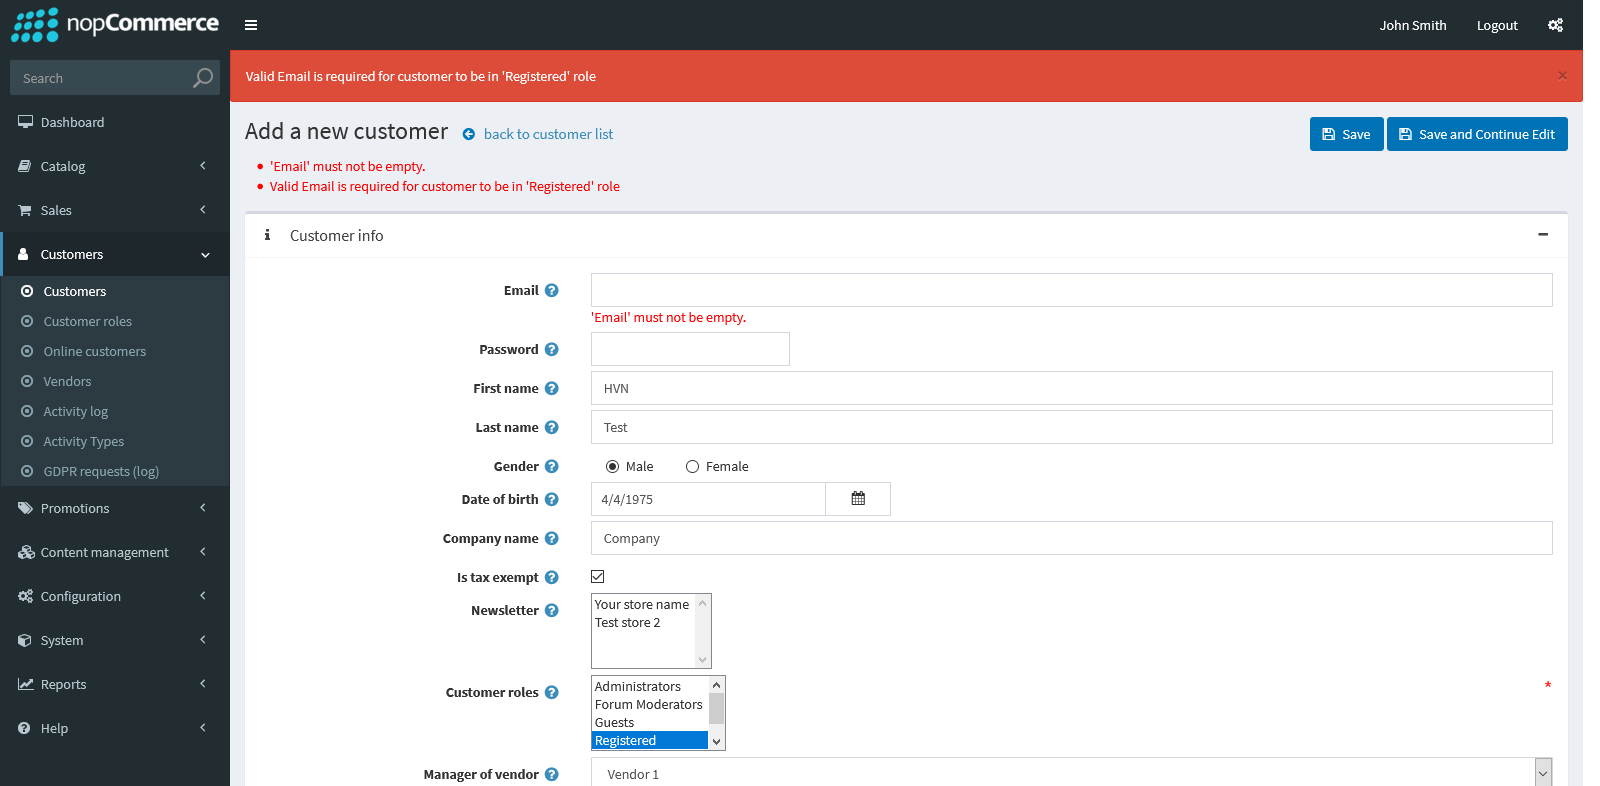 nopCommerce
John Smith
Logout
Search
Valid Email is required for customer to be in 'Registered' role
×
Dashboard
Catalog
Sales
Customers
Customers
Customer roles
Online customers
Vendors
Activity log
Activity Types
GDPR requests (log)
Promotions
Content management
Configuration
System
Reports
Help
Add a new customer
back to customer list
Save
Save and Continue Edit
'Email' must not be empty.
Valid Email is required for customer to be in 'Registered' role
Customer info
Email
'Email' must not be empty.
Password
First name
HVN
Last name
Test
Gender
Male
Female
Date of birth
4/4/1975
Company name
Company
Is tax exempt
Newsletter
Your store name
Test store 2
Customer roles
Administrators
Forum Moderators
Guests
Registered
*
Manager of vendor
Vendor 1